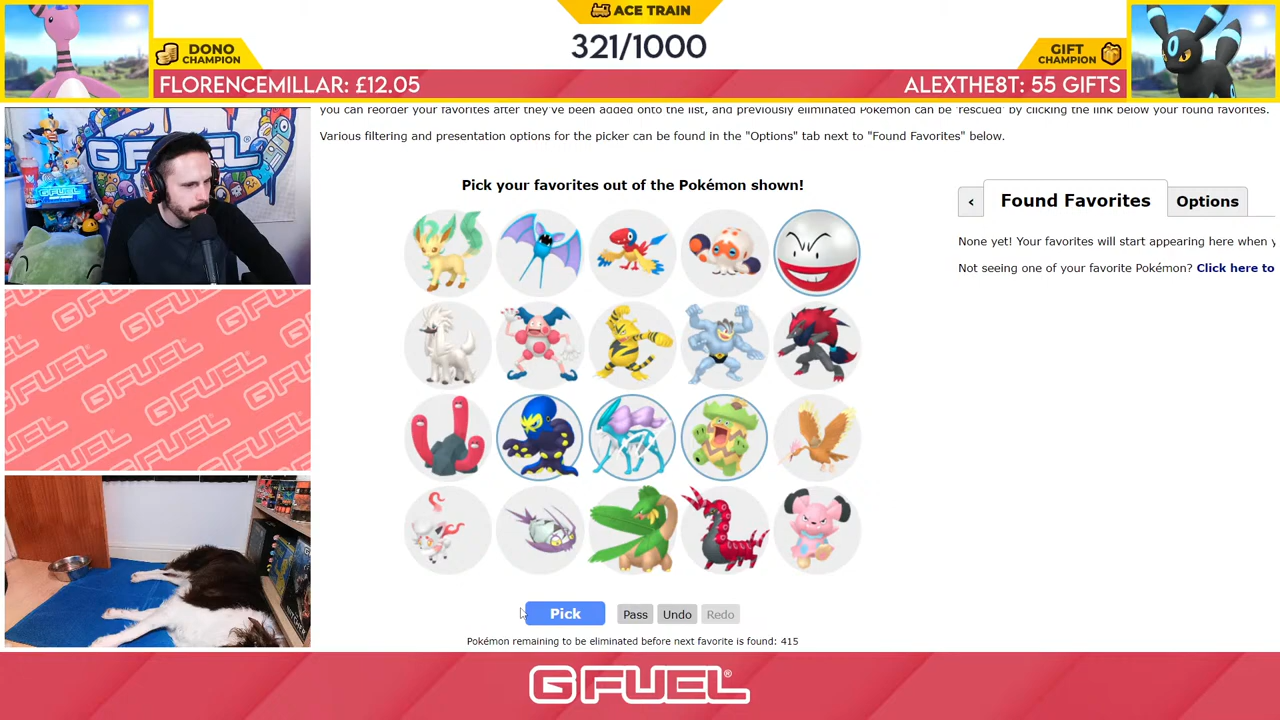 ACE TRAIN
321/1000
DONO
CHAMPION
FLORENCEMILLAR: £12.05
GIFT
CHAMPION
ALEXTHE8T: 55 GIFTS
you can reorder your favorites after they've been added onto the list, and previously eliminated Pokémon can be 'rescued' by clicking the link below your found favorites.
Various filtering and presentation options for the picker can be found in the "Options" tab next to "Found Favorites" below.
Pick your favorites out of the Pokémon shown!
‹ Found Favorites Options
None yet! Your favorites will start appearing here when y
Not seeing one of your favorite Pokémon? Click here to
Pick Pass Undo Redo
Pokémon remaining to be eliminated before next favorite is found: 415
G FUEL
G FUEL
G FUEL®